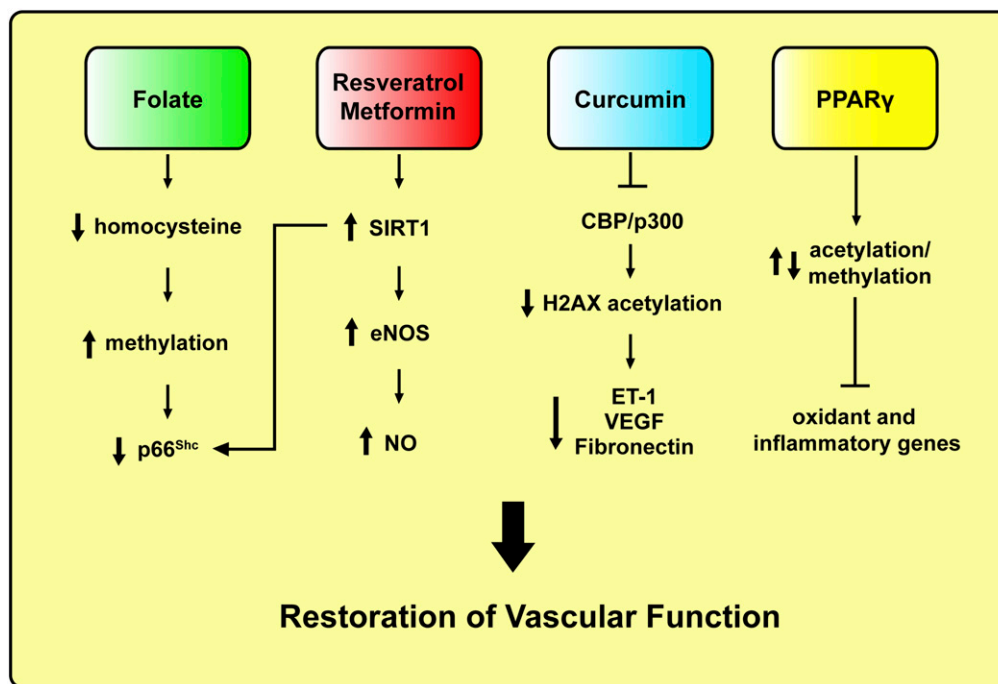 Folate
Resveratrol
Metformin
Curcumin
PPARγ
homocysteine
methylation
p66Shc
SIRT1
eNOS
NO
CBP/p300
H2AX acetylation
ET-1
VEGF
Fibronectin
acetylation/
methylation
oxidant and
inflammatory genes
Restoration of Vascular Function